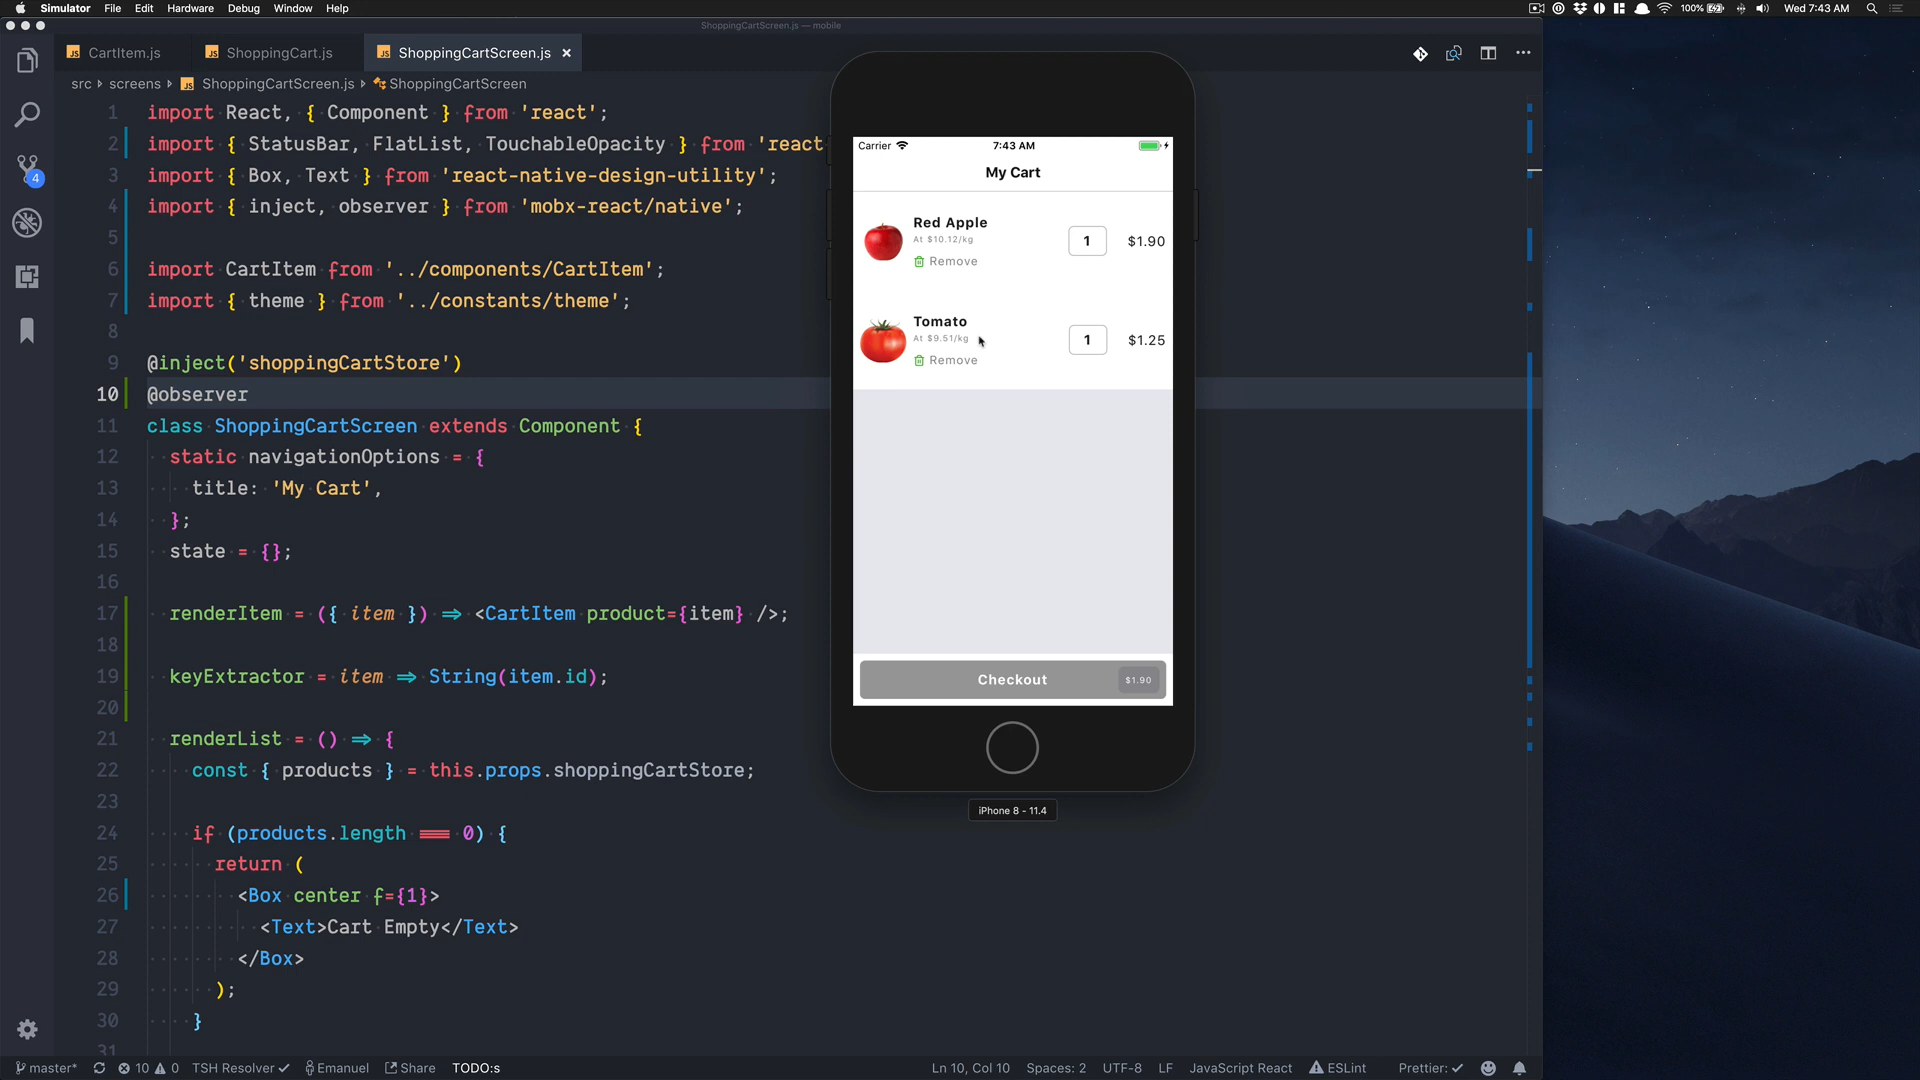 Simulator File Edit Hardware Debug Window Help
100% Wed 7:43 AM
ShoppingCartScreen.js — mobile
CartItem.js ShoppingCart.js ShoppingCartScreen.js ×
src screens ShoppingCartScreen.js ShoppingCartScreen
1 import React, { Component } from 'react';
2 import { StatusBar, FlatList, TouchableOpacity } from 'react
3 import { Box, Text } from 'react-native-design-utility';
4 import { inject, observer } from 'mobx-react/native';
5
6 import CartItem from '../components/CartItem';
7 import { theme } from '../constants/theme';
8
9 @inject('shoppingCartStore')
10 @observer
11 class ShoppingCartScreen extends Component {
12 static navigationOptions = {
13 title: 'My Cart',
14 };
15 state = {};
16
17 renderItem = ({ item }) => <CartItem product={item} />;
18
19 keyExtractor = item => String(item.id);
20
21 renderList = () => {
22 const { products } = this.props.shoppingCartStore;
23
24 if (products.length === 0) {
25 return (
26 <Box center f={1}>
27 <Text>Cart Empty</Text>
28 </Box>
29 );
30 }
31
4
Carrier 7:43 AM
My Cart
Red Apple
At $10.12/kg
Remove
1 $1.90
Tomato
At $9.51/kg
Remove
1 $1.25
Checkout $1.90
iPhone 8 - 11.4
master* 10 0 TSH Resolver Emanuel Share TODO:s
Ln 10, Col 10 Spaces: 2 UTF-8 LF JavaScript React ESLint Prettier: